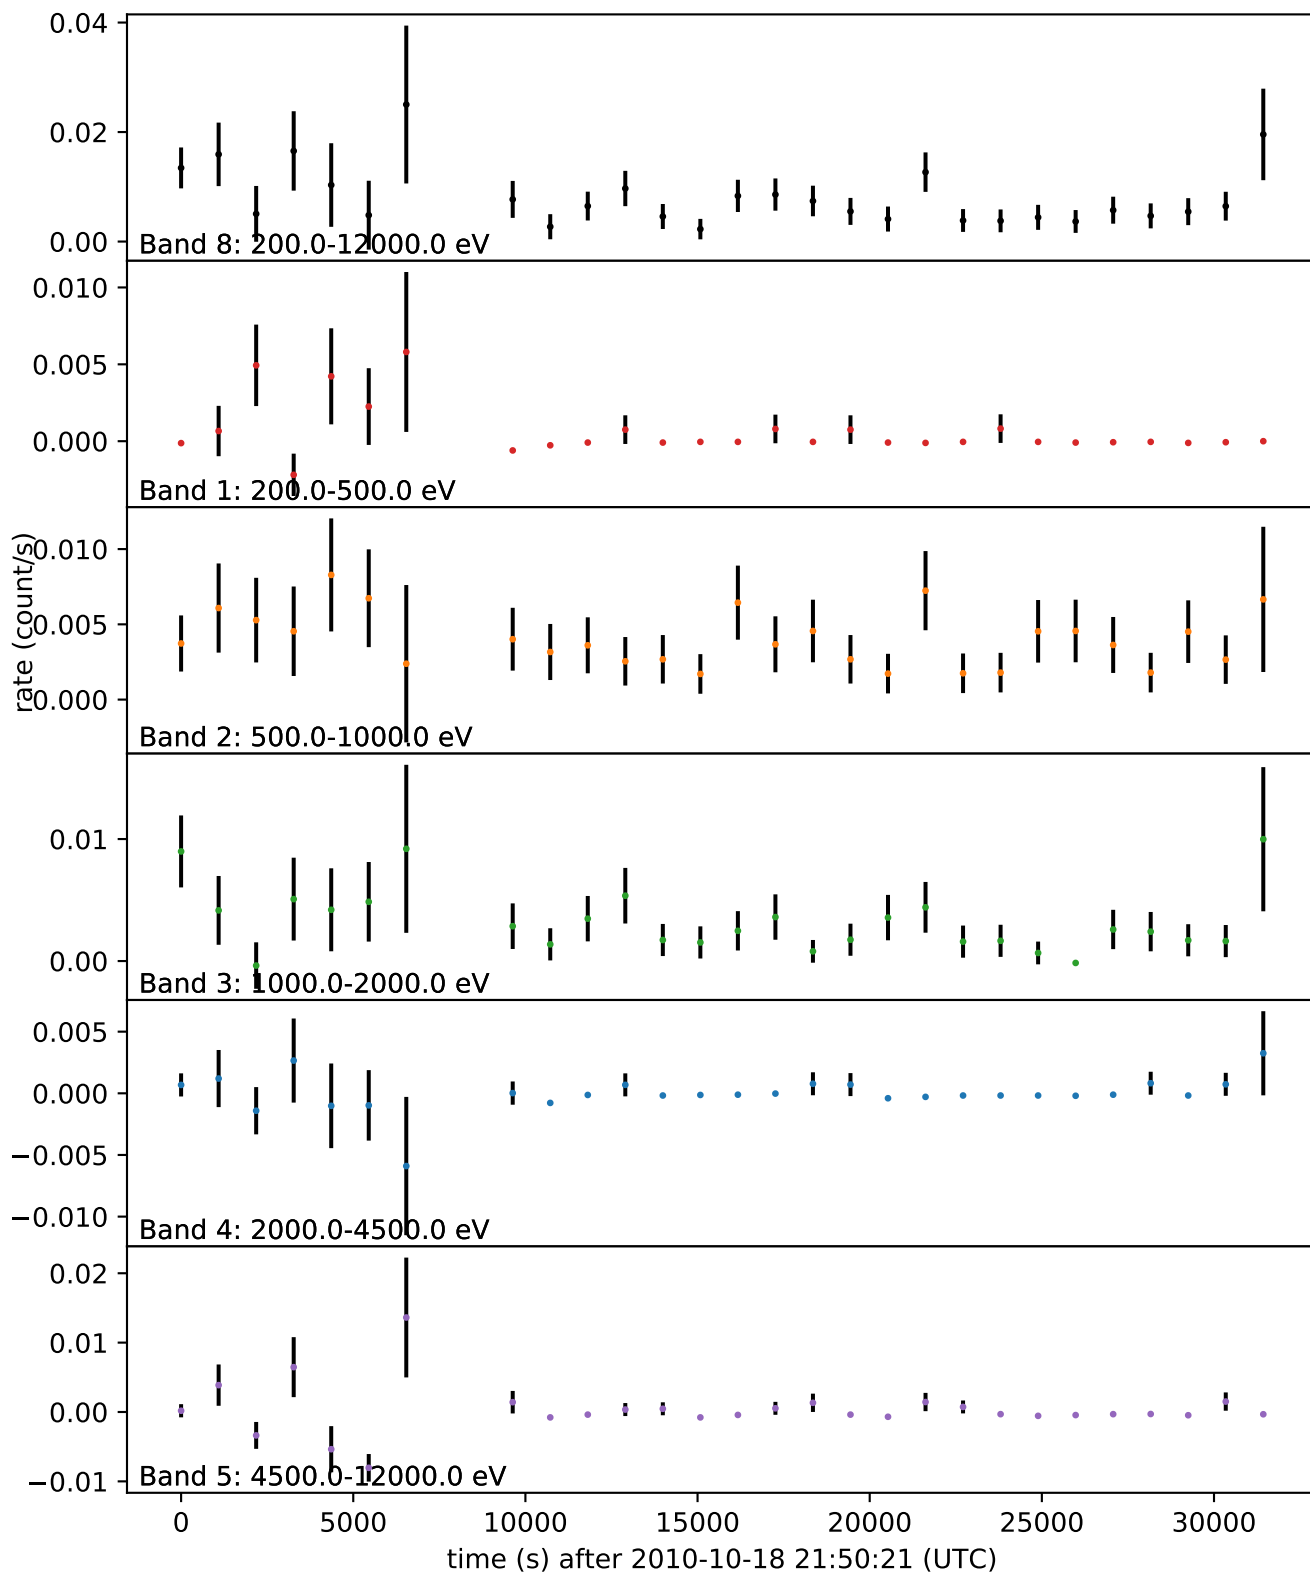 0.04
0.02
0.00
Band 8: 200.0-12000.0 eV
0.010
0.005
0.000
Band 1: 200.0-500.0 eV
rate (count/s)
0.010
0.005
0.000
Band 2: 500.0-1000.0 eV
0.01
0.00
Band 3: 1000.0-2000.0 eV
0.005
0.000
−0.005
−0.010
Band 4: 2000.0-4500.0 eV
0.02
0.01
0.00
−0.01
Band 5: 4500.0-12000.0 eV
0 5000 10000 15000 20000 25000 30000
time (s) after 2010-10-18 21:50:21 (UTC)